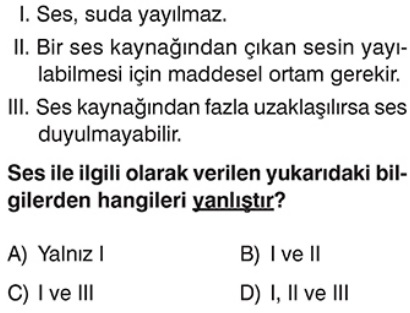 I. Ses, suda yayılmaz.
II. Bir ses kaynağından çıkan sesin yayı-
labilmesi için maddesel ortam gerekir.
III. Ses kaynağından fazla uzaklaşılırsa ses
duyulmayabilir.
Ses ile ilgili olarak verilen yukarıdaki bil-
gilerden hangileri yanlıştır?
A) Yalnız I B) I ve II
C) I ve III D) I, II ve III